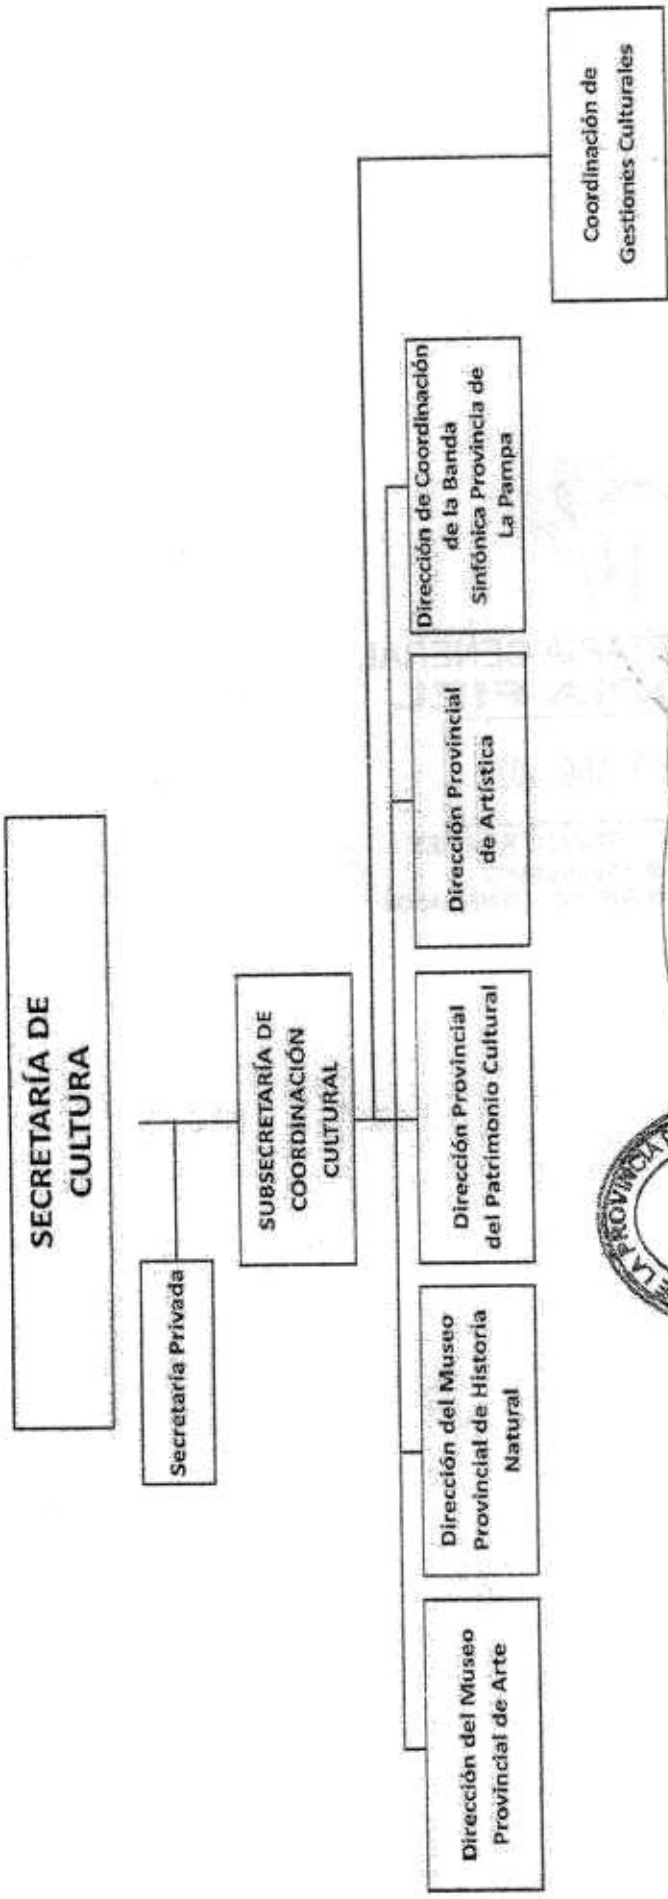 SECRETARÍA DE
CULTURA
Secretaría Privada
SUBSECRETARÍA DE
COORDINACIÓN
CULTURAL
Dirección del Museo
Provincial de Arte
Dirección del Museo
Provincial de Historia
Natural
Dirección Provincial
del Patrimonio Cultural
Dirección Provincial
de Artística
Dirección de Coordinación
de la Banda
Sinfónica Provincia de
La Pampa
Coordinación de
Gestiones Culturales
LA PROVINCIA